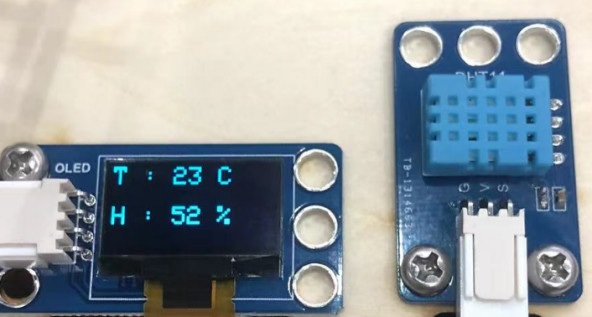 OLED
T : 23 C
H : 52 %
DHT11
G V S